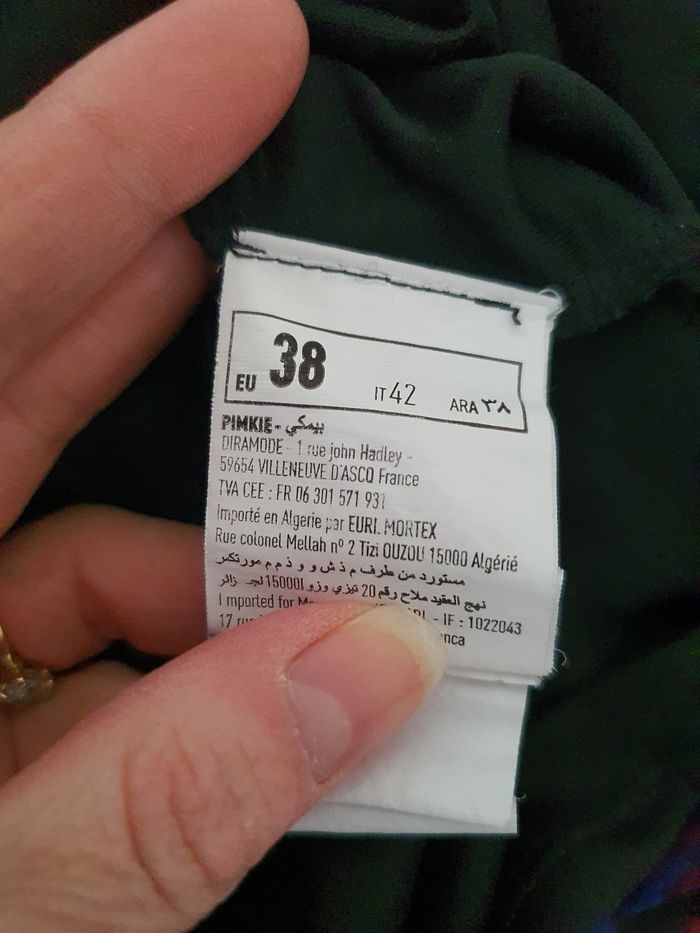 EU 38 IT 42 ARA ٣٨
PIMKIE - بيمكي
DIRAMODE - 1 rue john Hadley -
59654 VILLENEUVE D'ASCQ France
TVA CEE : FR 06 301 571 931
Importé en Algerie par EURL MORTEX
Rue colonel Mellah nº 2 Tizi OUZOU 15000 Algérié
مستورد من طرف م ذ ش و و ذ م م مورتكس
نهج العقيد ملاح رقم 20 تيزي وزو 15000
I mported for - IF : 1022043
17